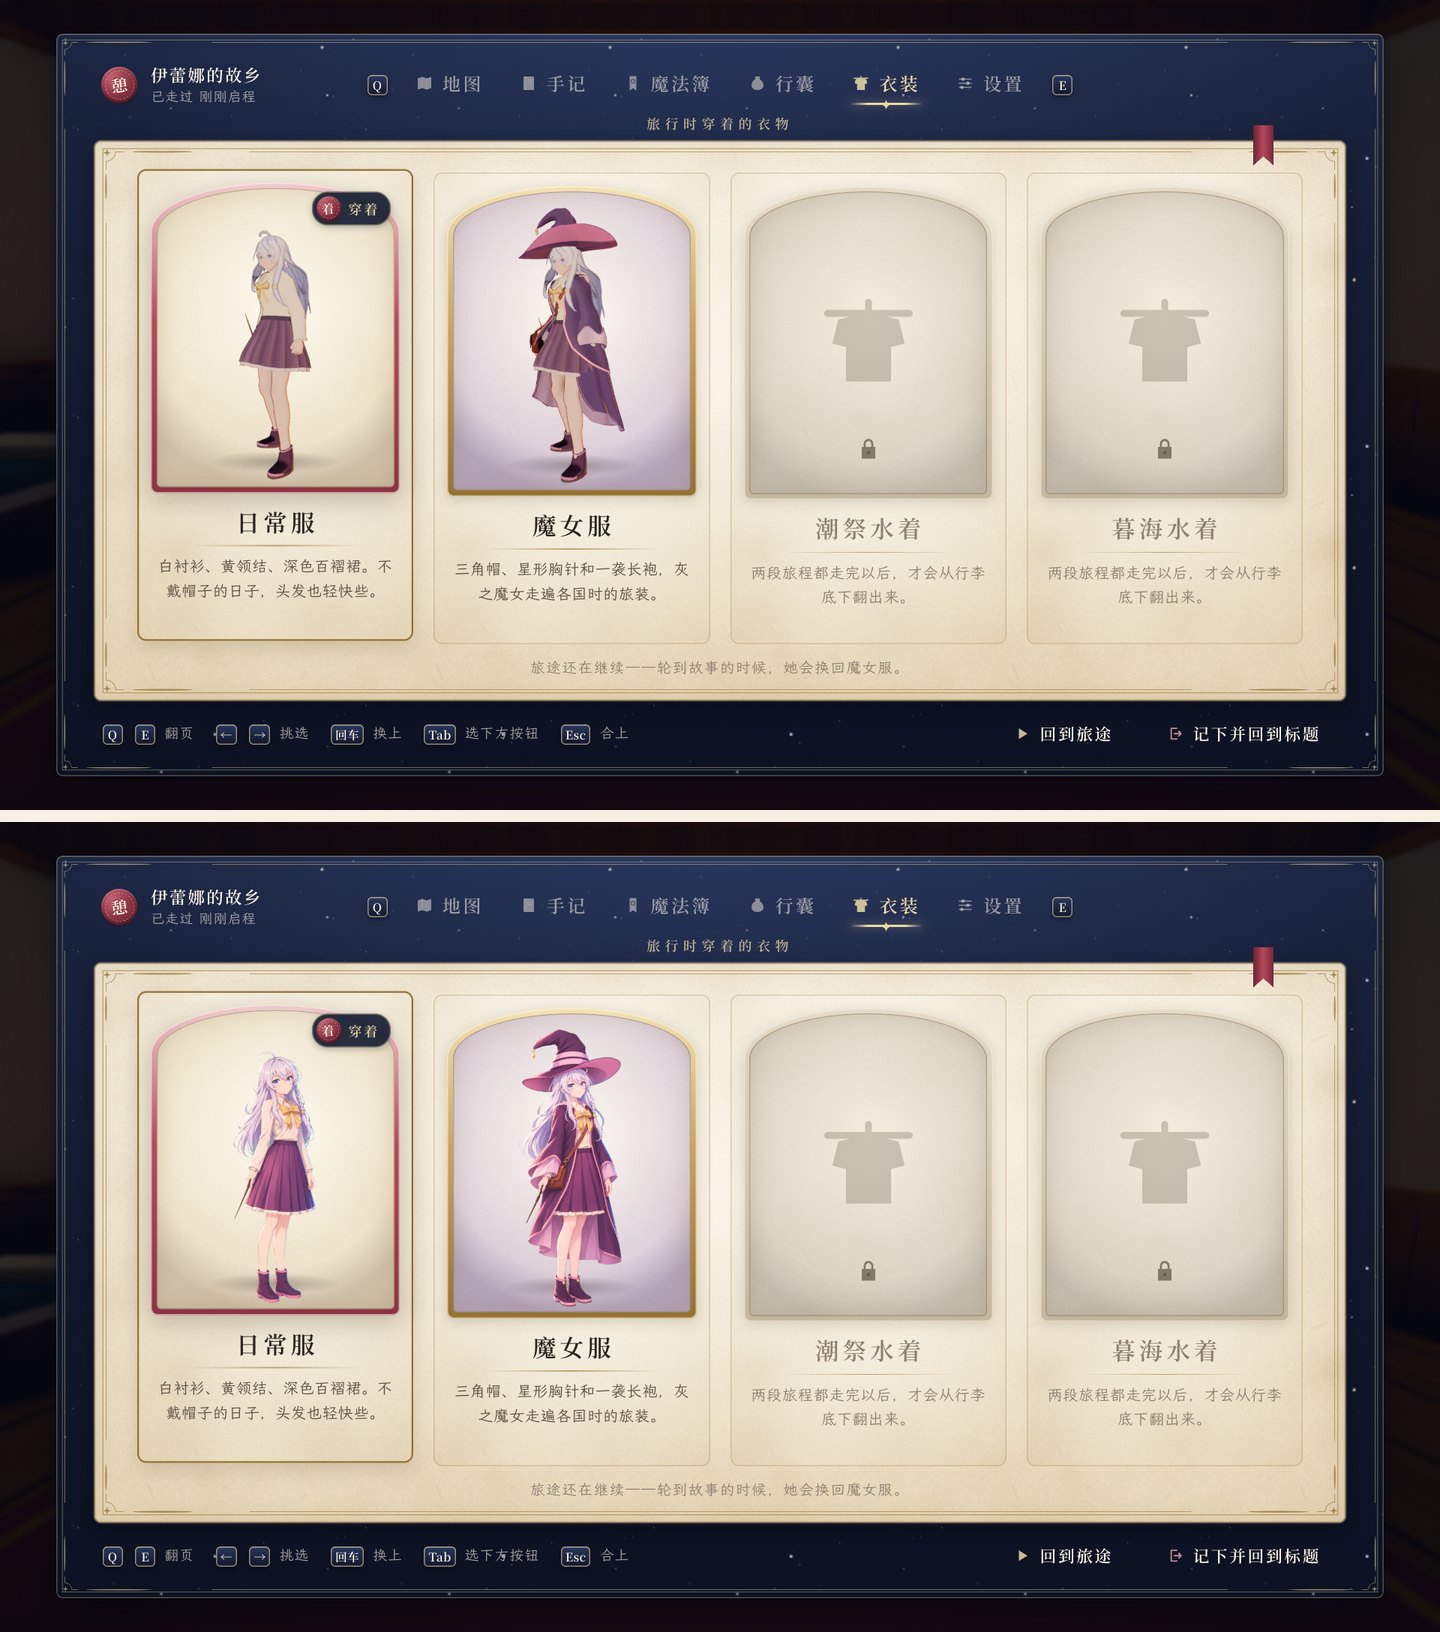 憩
伊蕾娜的故乡
已走过 刚刚启程
Q 地图 手记 魔法簿 行囊 衣装 设置 E
旅行时穿着的衣物
着 穿着
日常服
白衬衫、黄领结、深色百褶裙。不
戴帽子的日子，头发也轻快些。
魔女服
三角帽、星形胸针和一袭长袍，灰
之魔女走遍各国时的旅装。
潮祭水着
两段旅程都走完以后，才会从行李
底下翻出来。
暮海水着
两段旅程都走完以后，才会从行李
底下翻出来。
旅途还在继续——轮到故事的时候，她会换回魔女服。
Q E 翻页 ← → 挑选 回车 换上 Tab 选下方按钮 Esc 合上 回到旅途 记下并回到标题
憩
伊蕾娜的故乡
已走过 刚刚启程
Q 地图 手记 魔法簿 行囊 衣装 设置 E
旅行时穿着的衣物
着 穿着
日常服
白衬衫、黄领结、深色百褶裙。不
戴帽子的日子，头发也轻快些。
魔女服
三角帽、星形胸针和一袭长袍，灰
之魔女走遍各国时的旅装。
潮祭水着
两段旅程都走完以后，才会从行李
底下翻出来。
暮海水着
两段旅程都走完以后，才会从行李
底下翻出来。
旅途还在继续——轮到故事的时候，她会换回魔女服。
Q E 翻页 ← → 挑选 回车 换上 Tab 选下方按钮 Esc 合上 回到旅途 记下并回到标题